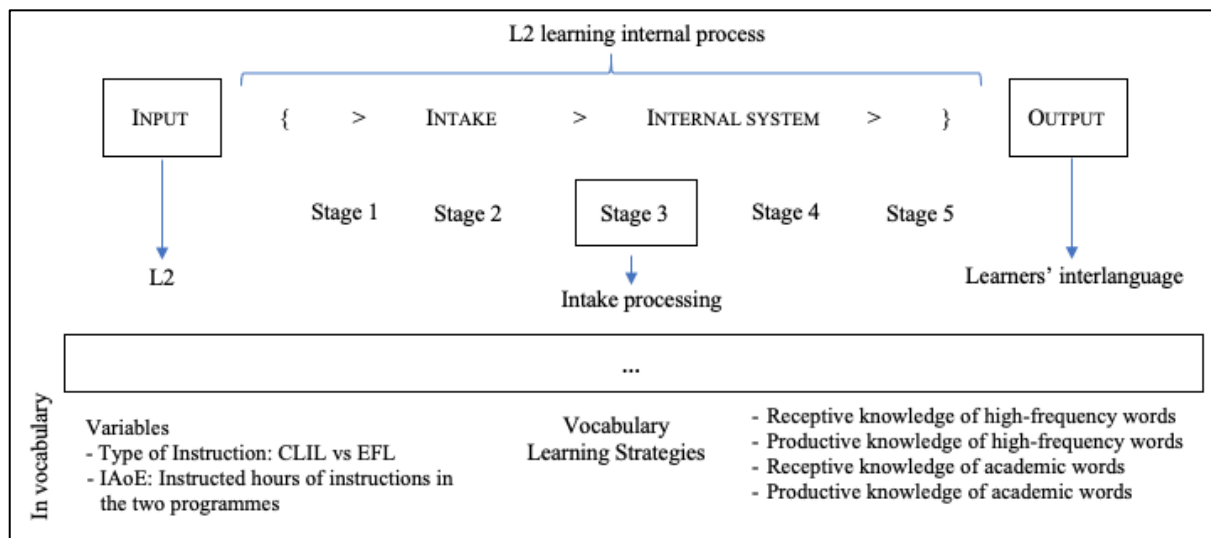 L2 learning internal process
INPUT { > INTAKE > INTERNAL SYSTEM > } OUTPUT
Stage 1 Stage 2 Stage 3 Stage 4 Stage 5
L2
Intake processing
Learners' interlanguage
...
In vocabulary
Variables
- Type of Instruction: CLIL vs EFL
- IAoE: Instructed hours of instructions in
the two programmes
Vocabulary
Learning Strategies
- Receptive knowledge of high-frequency words
- Productive knowledge of high-frequency words
- Receptive knowledge of academic words
- Productive knowledge of academic words